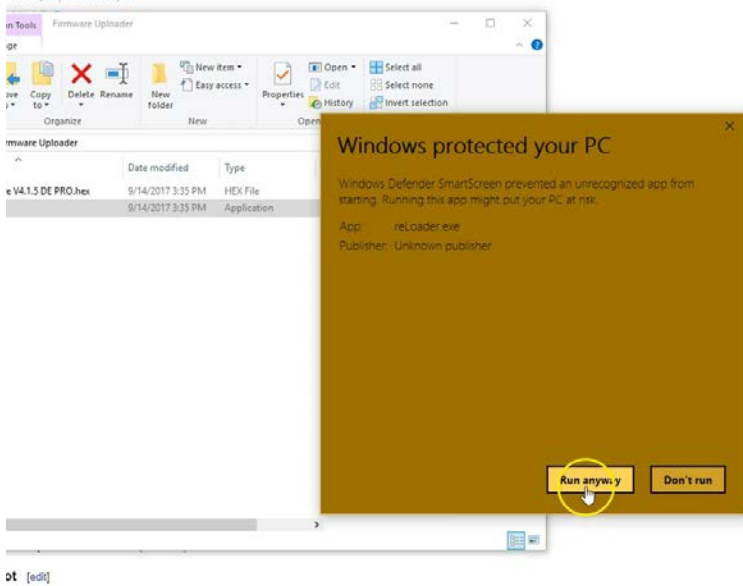 Tools Firmware Uploader
New item
Easy access
Copy to
Delete
Rename
New folder
Properties
Open
Edit
History
Select all
Select none
Invert selection
Organize
New
Uploader
Date modified Type
V4.1.5 DE PRO.hex 9/14/2017 3:35 PM HEX File
9/14/2017 3:35 PM Application
Windows protected your PC
Windows Defender SmartScreen prevented an unrecognized app from
starting. Running this app might put your PC at risk.
App: reLoader.exe
Publisher: Unknown publisher
Run anyway
Don't run
[edit]